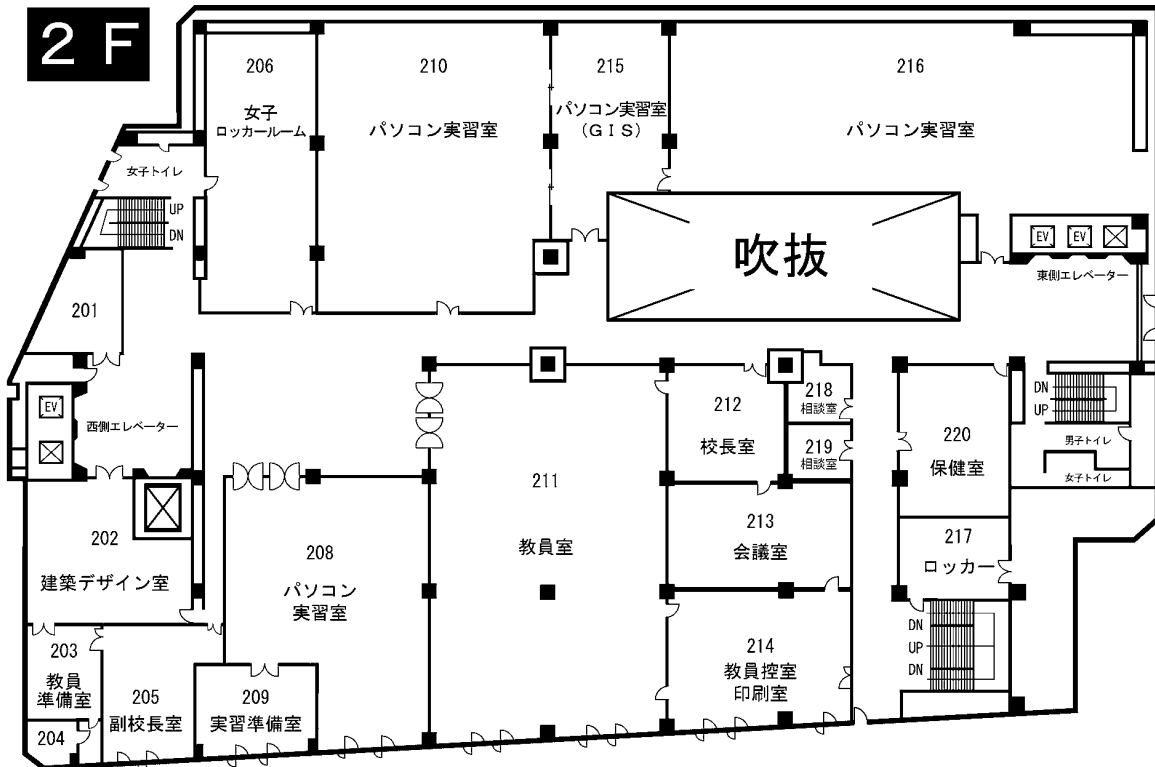 2 F
206
女子
ロッカールーム
210
パソコン実習室
215
パソコン実習室
(GIS)
216
パソコン実習室
女子トイレ
UP
DN
吹抜
EV
EV
東側エレベーター
201
EV
西側エレベーター
218
相談室
212
校長室
219
相談室
220
保健室
DN
UP
男子トイレ
女子トイレ
211
教員室
202
建築デザイン室
208
パソコン
実習室
213
会議室
217
ロッカー
DN
UP
DN
203
教員
準備室
205
副校長室
209
実習準備室
214
教員控室
印刷室
204